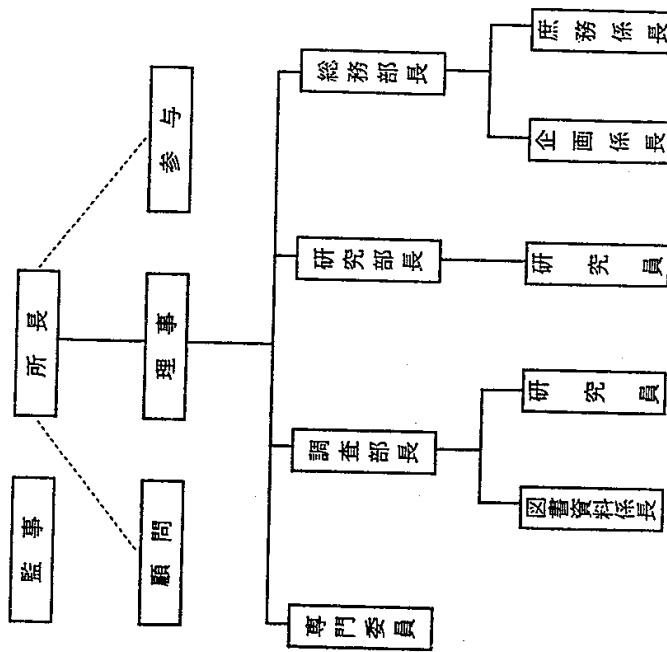 監事
所長
顧問
理事
参与
専門委員
調査部長
研究部長
総務部長
図書資料係長
研究員
研究員
企画係長
庶務係長